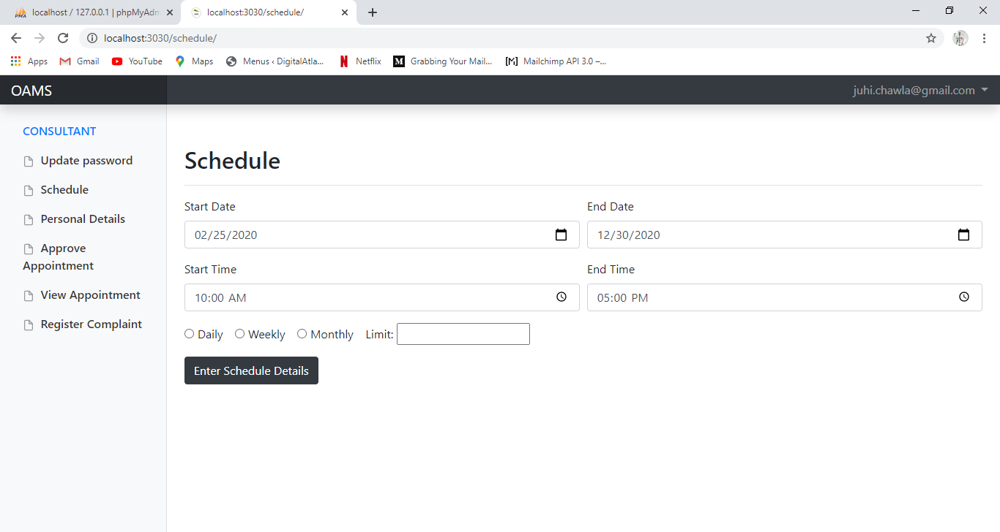 localhost / 127.0.0.1 | phpMyAdm
localhost:3030/schedule/
localhost:3030/schedule/
Apps Gmail YouTube Maps Menus ‹ DigitalAtla... Netflix Grabbing Your Mail... Mailchimp API 3.0 –...
OAMS juhi.chawla@gmail.com
CONSULTANT
Update password
Schedule
Personal Details
Approve
Appointment
View Appointment
Register Complaint
Schedule
Start Date End Date
02/25/2020 12/30/2020
Start Time End Time
10:00 AM 05:00 PM
Daily Weekly Monthly Limit:
Enter Schedule Details